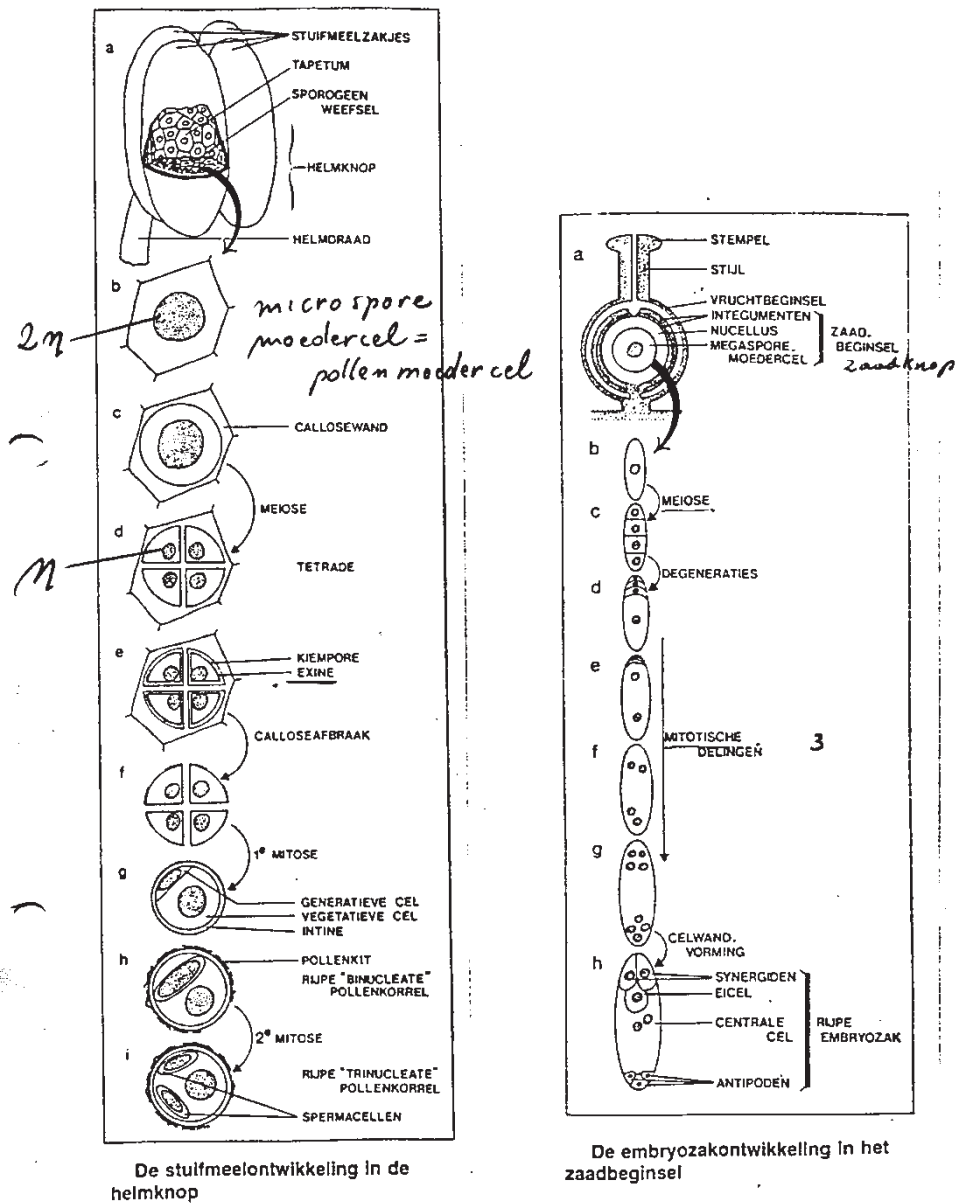 a
STUIFMEELZAKJES
TAPETUM
SPOROGEEN
WEEFSEL
HELMKNOP
HELMDRAAD
b
2n
microspore
moedercel =
pollenmoedercel
c
CALLOSEWAND
MEIOSE
d
n
TETRADE
e
KIEMPORE
EXINE
CALLOSEAFBRAAK
f
1e MITOSE
g
GENERATIEVE CEL
VEGETATIEVE CEL
INTINE
h
POLLENKIT
RIJPE "BINUCLEATE"
POLLENKORREL
2e MITOSE
i
RIJPE "TRINUCLEATE"
POLLENKORREL
SPERMACELLEN
De stuifmeelontwikkeling in de
helmknop
a
STEMPEL
STIJL
VRUCHTBEGINSEL
INTEGUMENTEN
NUCELLUS
MEGASPORE.
MOEDERCEL
ZAAD.
BEGINSEL
zaadknop
b
MEIOSE
c
DEGENERATIES
d
e
MITOTISCHE
DELINGEN
3
f
g
CELWAND.
VORMING
h
SYNERGIDEN
EICEL
CENTRALE
CEL
RIJPE
EMBRYOZAK
ANTIPODEN
De embryozakontwikkeling in het
zaadbeginsel